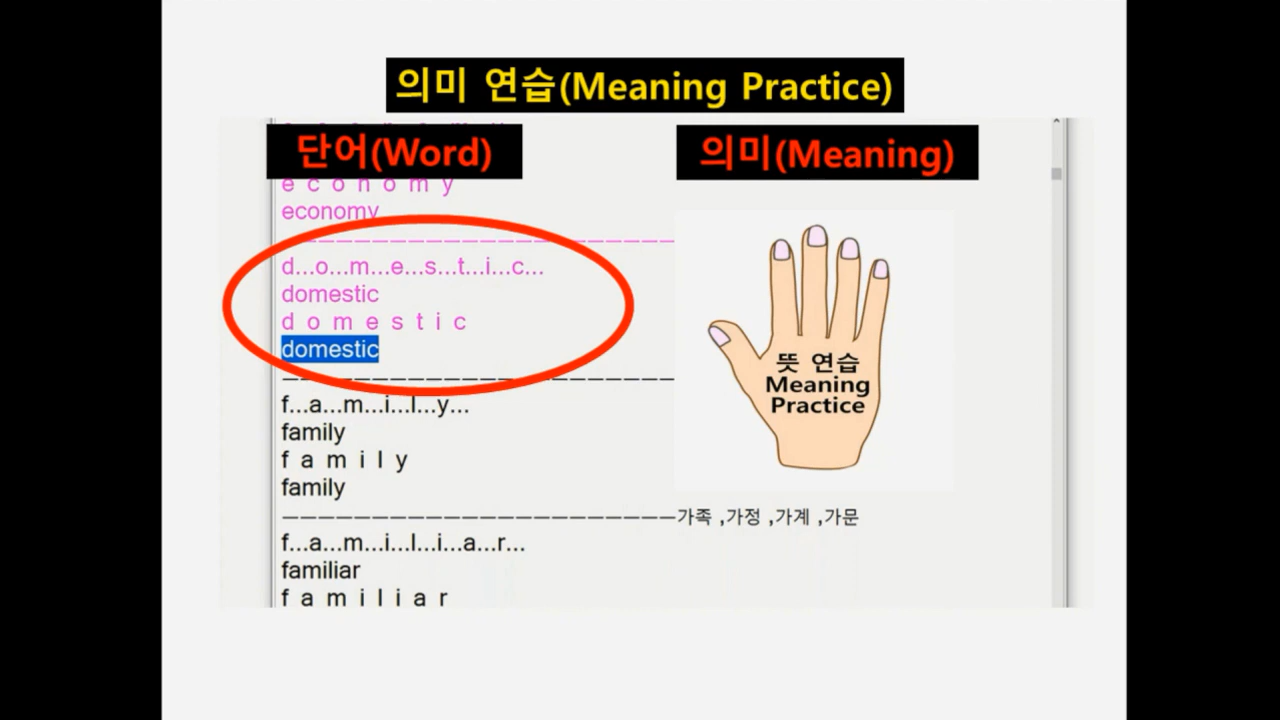 의미 연습(Meaning Practice)
단어(Word)
의미(Meaning)
e c o n o m y
economy
d...o...m...e...s...t...i...c...
domestic
d o m e s t i c
domestic
뜻 연습
Meaning
Practice
f...a...m...i...l...y...
family
f a m i l y
family
가족 ,가정 ,가계 ,가문
f...a...m...i...l...i...a...r...
familiar
f a m i l i a r